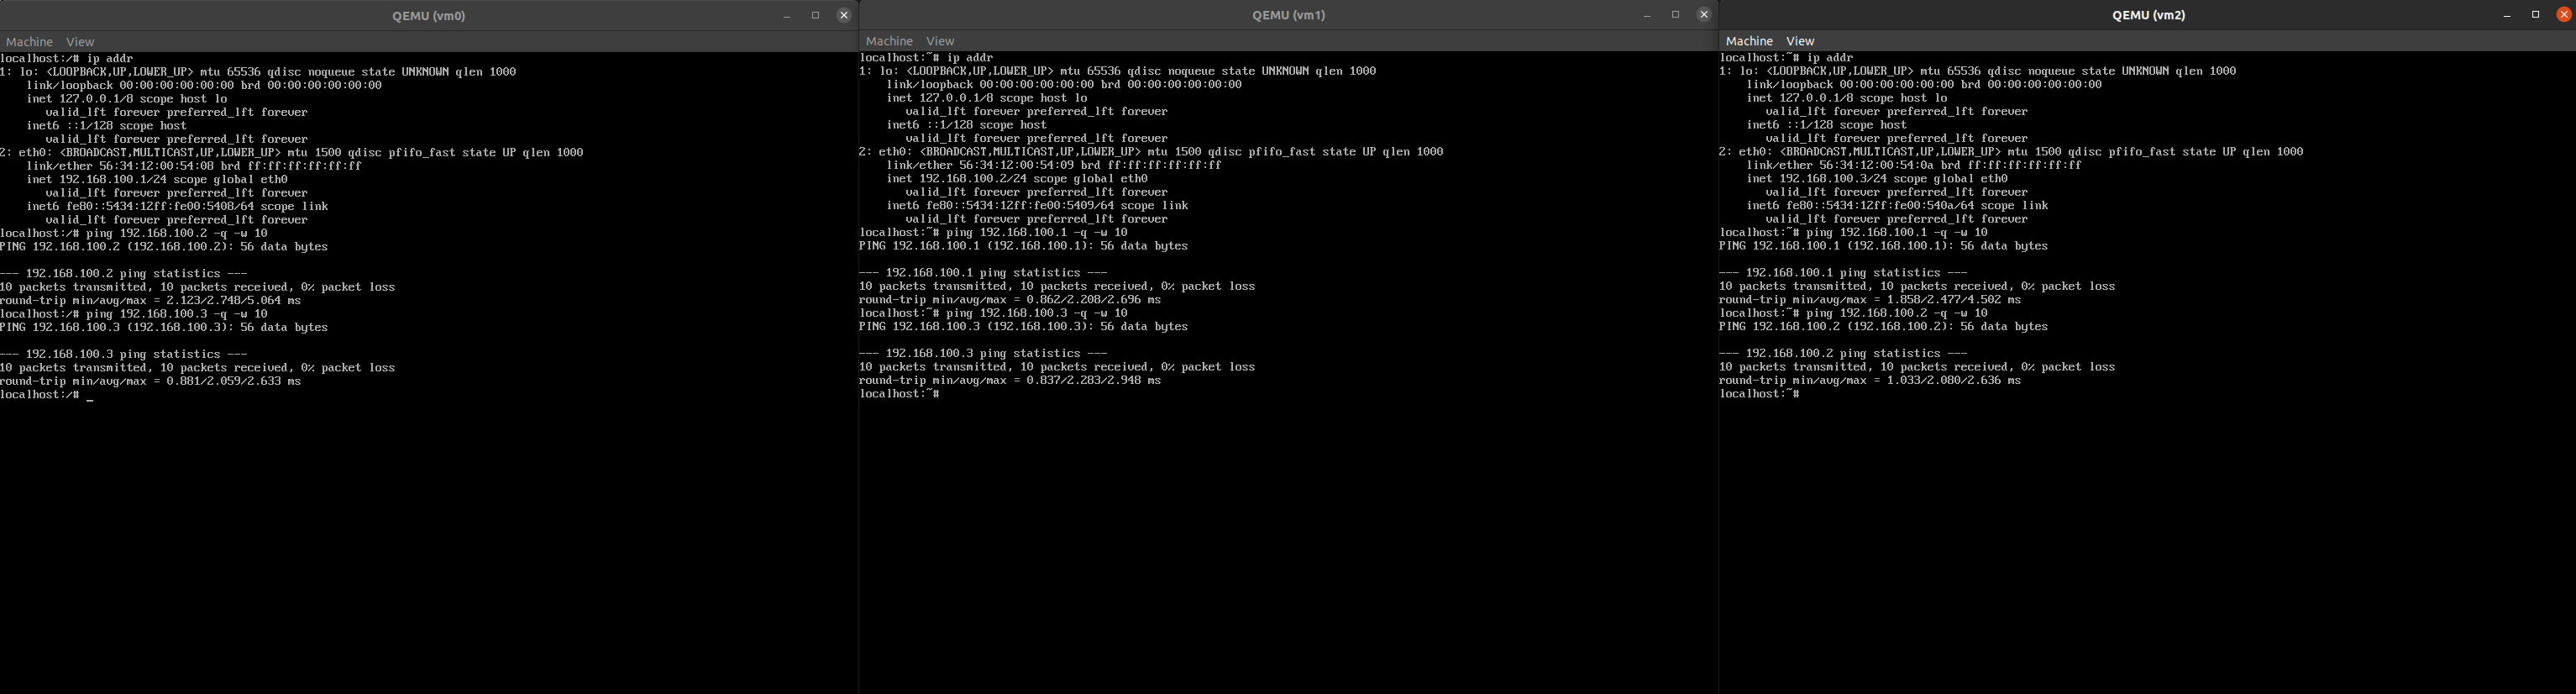 QEMU (vm0)
Machine View
localhost:/# ip addr
1: lo: <LOOPBACK,UP,LOWER_UP> mtu 65536 qdisc noqueue state UNKNOWN qlen 1000
    link/loopback 00:00:00:00:00:00 brd 00:00:00:00:00:00
    inet 127.0.0.1/8 scope host lo
       valid_lft forever preferred_lft forever
    inet6 ::1/128 scope host
       valid_lft forever preferred_lft forever
2: eth0: <BROADCAST,MULTICAST,UP,LOWER_UP> mtu 1500 qdisc pfifo_fast state UP qlen 1000
    link/ether 56:34:12:00:54:08 brd ff:ff:ff:ff:ff:ff
    inet 192.168.100.1/24 scope global eth0
       valid_lft forever preferred_lft forever
    inet6 fe80::5434:12ff:fe00:5408/64 scope link
       valid_lft forever preferred_lft forever
localhost:/# ping 192.168.100.2 -q -w 10
PING 192.168.100.2 (192.168.100.2): 56 data bytes

--- 192.168.100.2 ping statistics ---
10 packets transmitted, 10 packets received, 0% packet loss
round-trip min/avg/max = 2.123/2.748/5.064 ms
localhost:/# ping 192.168.100.3 -q -w 10
PING 192.168.100.3 (192.168.100.3): 56 data bytes

--- 192.168.100.3 ping statistics ---
10 packets transmitted, 10 packets received, 0% packet loss
round-trip min/avg/max = 0.881/2.059/2.633 ms
localhost:/# _
QEMU (vm1)
Machine View
localhost:~# ip addr
1: lo: <LOOPBACK,UP,LOWER_UP> mtu 65536 qdisc noqueue state UNKNOWN qlen 1000
    link/loopback 00:00:00:00:00:00 brd 00:00:00:00:00:00
    inet 127.0.0.1/8 scope host lo
       valid_lft forever preferred_lft forever
    inet6 ::1/128 scope host
       valid_lft forever preferred_lft forever
2: eth0: <BROADCAST,MULTICAST,UP,LOWER_UP> mtu 1500 qdisc pfifo_fast state UP qlen 1000
    link/ether 56:34:12:00:54:09 brd ff:ff:ff:ff:ff:ff
    inet 192.168.100.2/24 scope global eth0
       valid_lft forever preferred_lft forever
    inet6 fe80::5434:12ff:fe00:5409/64 scope link
       valid_lft forever preferred_lft forever
localhost:~# ping 192.168.100.1 -q -w 10
PING 192.168.100.1 (192.168.100.1): 56 data bytes

--- 192.168.100.1 ping statistics ---
10 packets transmitted, 10 packets received, 0% packet loss
round-trip min/avg/max = 0.862/2.208/2.696 ms
localhost:~# ping 192.168.100.3 -q -w 10
PING 192.168.100.3 (192.168.100.3): 56 data bytes

--- 192.168.100.3 ping statistics ---
10 packets transmitted, 10 packets received, 0% packet loss
round-trip min/avg/max = 0.837/2.283/2.948 ms
localhost:~#
QEMU (vm2)
Machine View
localhost:~# ip addr
1: lo: <LOOPBACK,UP,LOWER_UP> mtu 65536 qdisc noqueue state UNKNOWN qlen 1000
    link/loopback 00:00:00:00:00:00 brd 00:00:00:00:00:00
    inet 127.0.0.1/8 scope host lo
       valid_lft forever preferred_lft forever
    inet6 ::1/128 scope host
       valid_lft forever preferred_lft forever
2: eth0: <BROADCAST,MULTICAST,UP,LOWER_UP> mtu 1500 qdisc pfifo_fast state UP qlen 1000
    link/ether 56:34:12:00:54:0a brd ff:ff:ff:ff:ff:ff
    inet 192.168.100.3/24 scope global eth0
       valid_lft forever preferred_lft forever
    inet6 fe80::5434:12ff:fe00:540a/64 scope link
       valid_lft forever preferred_lft forever
localhost:~# ping 192.168.100.1 -q -w 10
PING 192.168.100.1 (192.168.100.1): 56 data bytes

--- 192.168.100.1 ping statistics ---
10 packets transmitted, 10 packets received, 0% packet loss
round-trip min/avg/max = 1.858/2.477/4.502 ms
localhost:~# ping 192.168.100.2 -q -w 10
PING 192.168.100.2 (192.168.100.2): 56 data bytes

--- 192.168.100.2 ping statistics ---
10 packets transmitted, 10 packets received, 0% packet loss
round-trip min/avg/max = 1.033/2.080/2.636 ms
localhost:~#